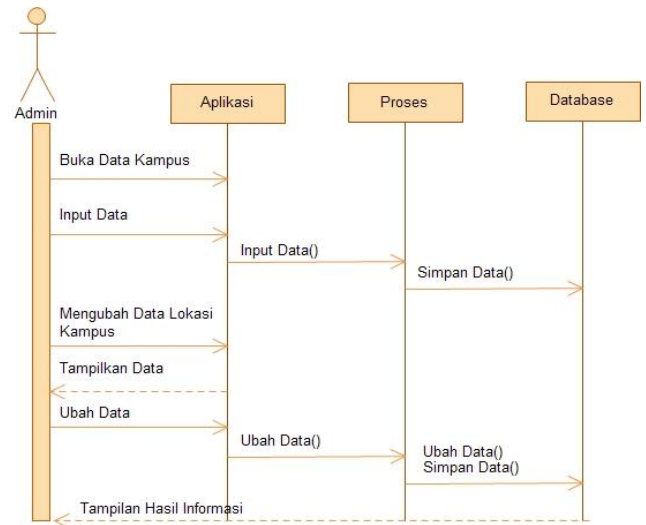 Admin
Aplikasi
Proses
Database
Buka Data Kampus
Input Data
Input Data()
Simpan Data()
Mengubah Data Lokasi
Kampus
Tampilkan Data
Ubah Data
Ubah Data()
Ubah Data()
Simpan Data()
Tampilan Hasil Informasi